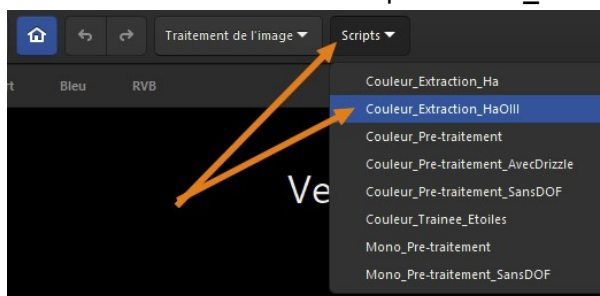 Traitement de l'image
Scripts
Bleu RVB
Couleur_Extraction_Ha
Couleur_Extraction_HaOIII
Couleur_Pre-traitement
Couleur_Pre-traitement_AvecDrizzle
Couleur_Pre-traitement_SansDOF
Couleur_Trainee_Etoiles
Mono_Pre-traitement
Mono_Pre-traitement_SansDOF
Ve